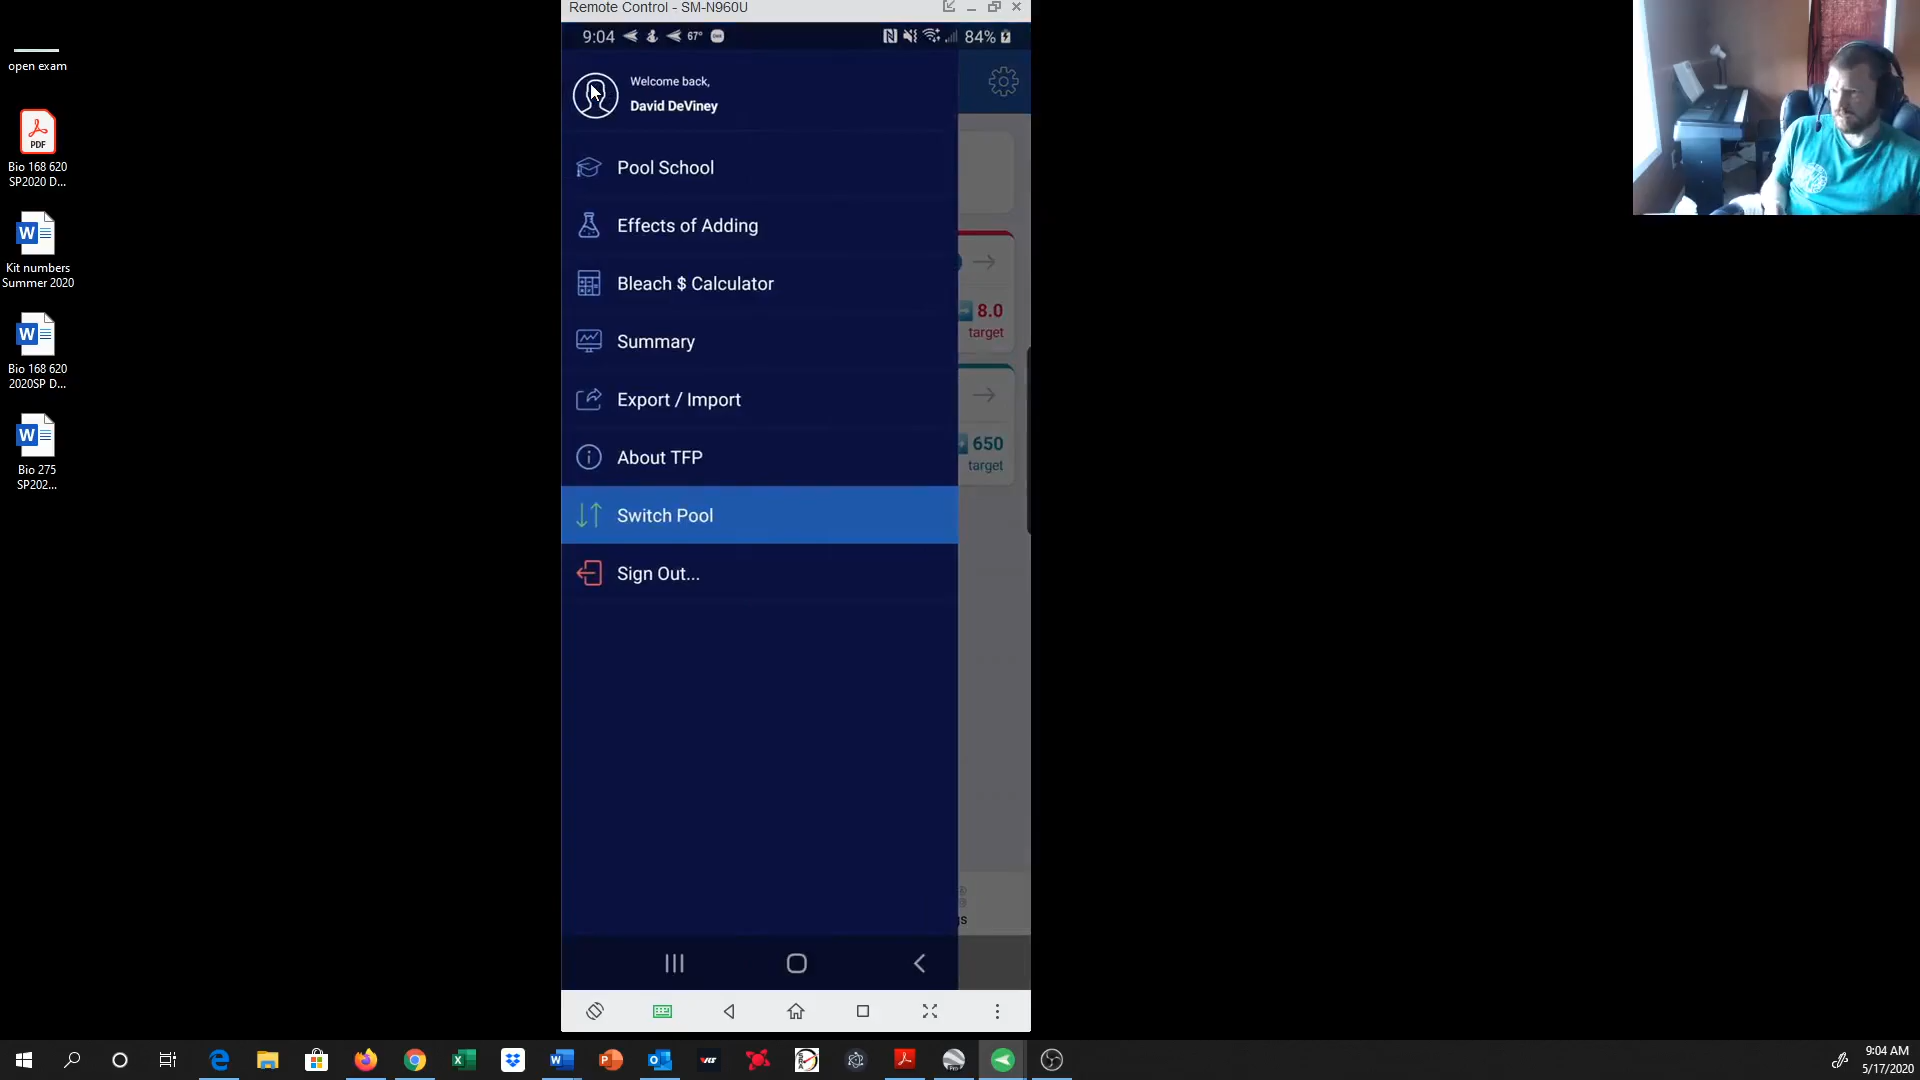 Remote Control - SM-N960U
9:04
67°
84%
Welcome back,
David DeViney
Pool School
Effects of Adding
Bleach $ Calculator
Summary
Export / Import
About TFP
Switch Pool
Sign Out...
8.0
target
650
target
gs
open exam
PDF
Bio 168 620
SP2020 D...
Kit numbers
Summer 2020
Bio 168 620
2020SP D...
Bio 275
SP202...
9:04 AM
5/17/2020